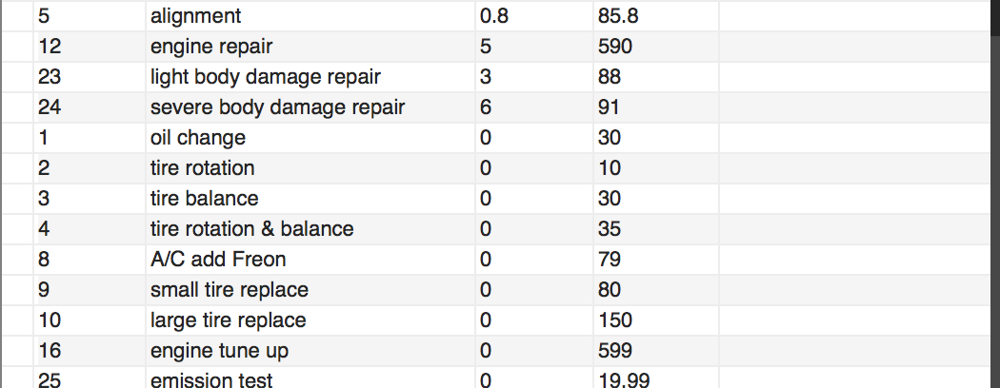 5 alignment 0.8 85.8
12 engine repair 5 590
23 light body damage repair 3 88
24 severe body damage repair 6 91
1 oil change 0 30
2 tire rotation 0 10
3 tire balance 0 30
4 tire rotation & balance 0 35
8 A/C add Freon 0 79
9 small tire replace 0 80
10 large tire replace 0 150
16 engine tune up 0 599
25 emission test 0 19.99